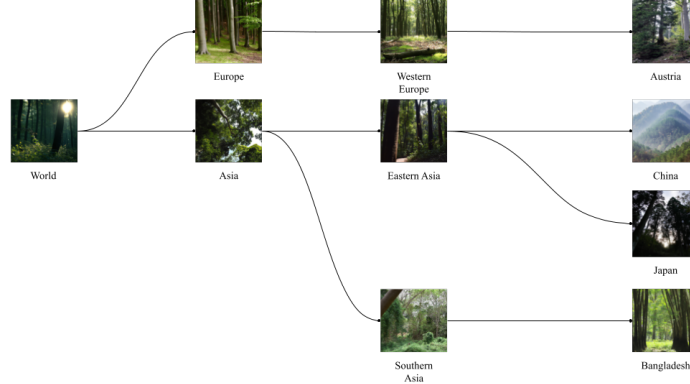 Europe
Western
Europe
Austria
World
Asia
Eastern Asia
China
Japan
Southern
Asia
Bangladesh